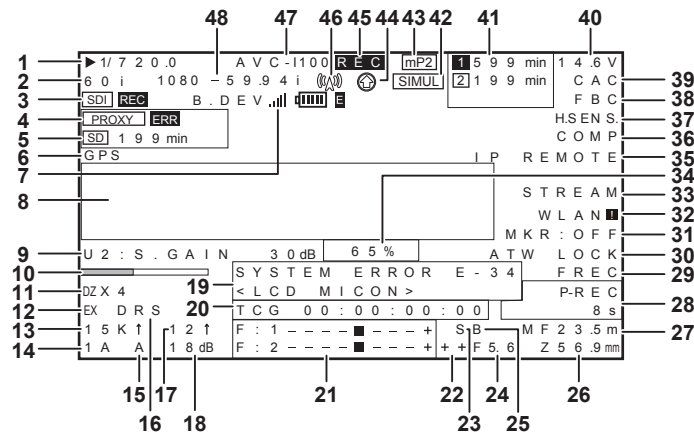 48 47 46 45 44 43 42 41 40
1 ▶1/720.0 AVC-I100 REC mP2 1 599 min 14.6V
2 60i 1080-59.94i SIMUL 2 199 min CAC 39
3 SDI REC B.DEV E FBC 38
4 PROXY ERR H.SENS. 37
5 SD 199min COMP 36
6 GPS IP REMOTE 35
7 34
8 STREAM 33
WLAN! 32
MKR:OFF 31
9 U2:S.GAIN 30dB 65% ATW LOCK 30
10 SYSTEM ERROR E-34 FREC 29
11 DZ X4 19 <LCD MICON> P-REC 28
12 EX DRS 20 TCG 00:00:00:00 8s
13 15K↑ 12↑ F:1----■----+ SB MF23.5m 27
14 1A A 18dB F:2----■----+ ++F5.6 Z56.9mm
15 16 17 18 21 22 23 24 25 26